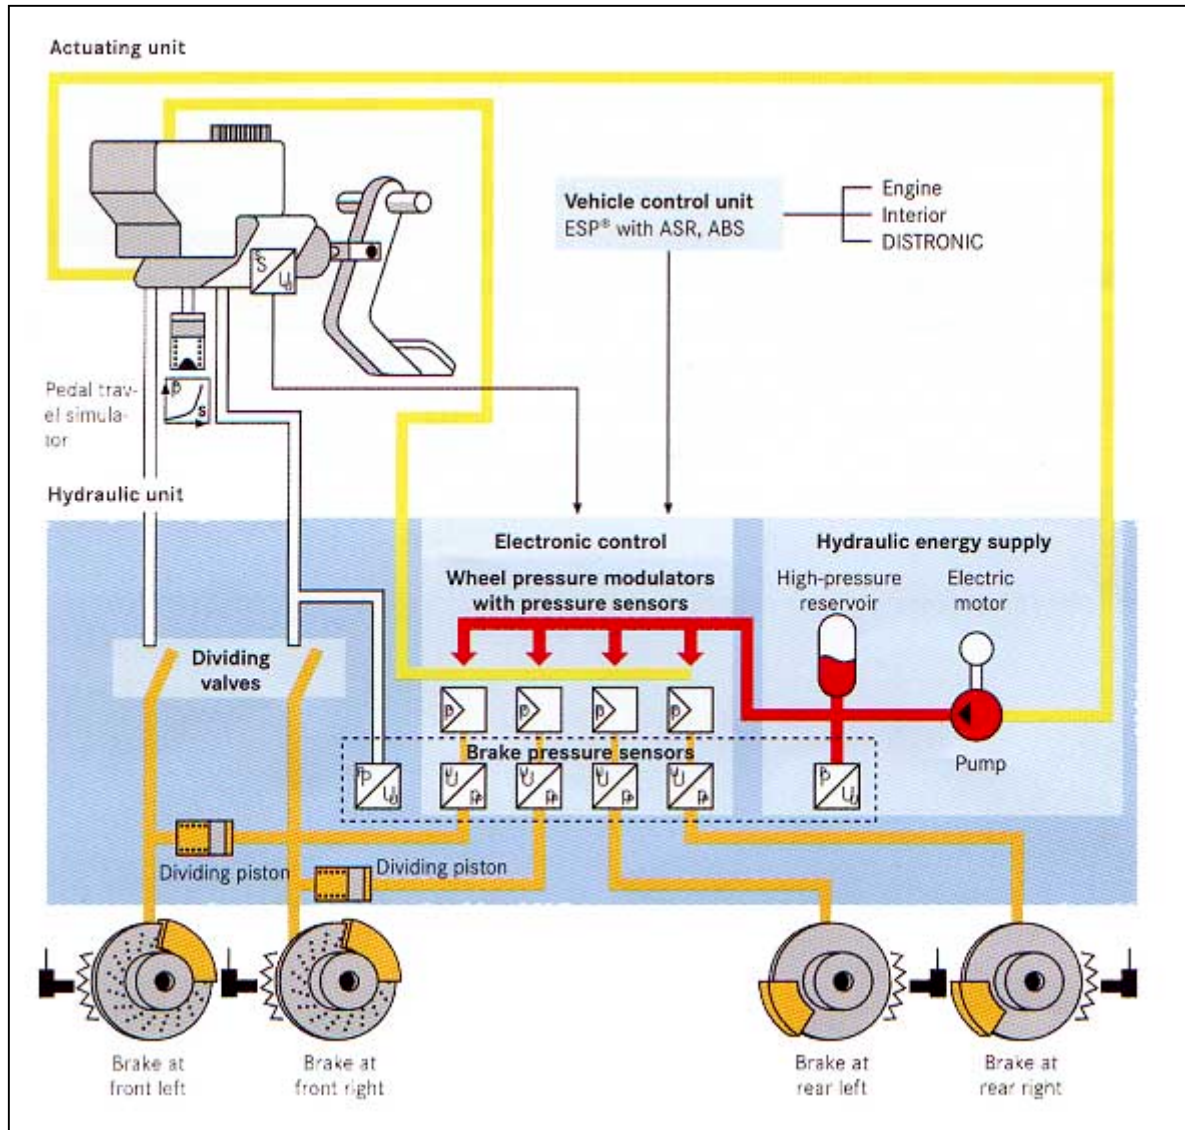 Actuating unit
Vehicle control unit
ESP® with ASR, ABS
Engine
Interior
DISTRONIC
Pedal trav-
el simula-
tor
Hydraulic unit
Electronic control
Wheel pressure modulators
with pressure sensors
Hydraulic energy supply
High-pressure
reservoir
Electric
motor
Dividing
valves
Brake pressure sensors
Pump
Dividing piston
Dividing piston
Brake at
front left
Brake at
front right
Brake at
rear left
Brake at
rear right